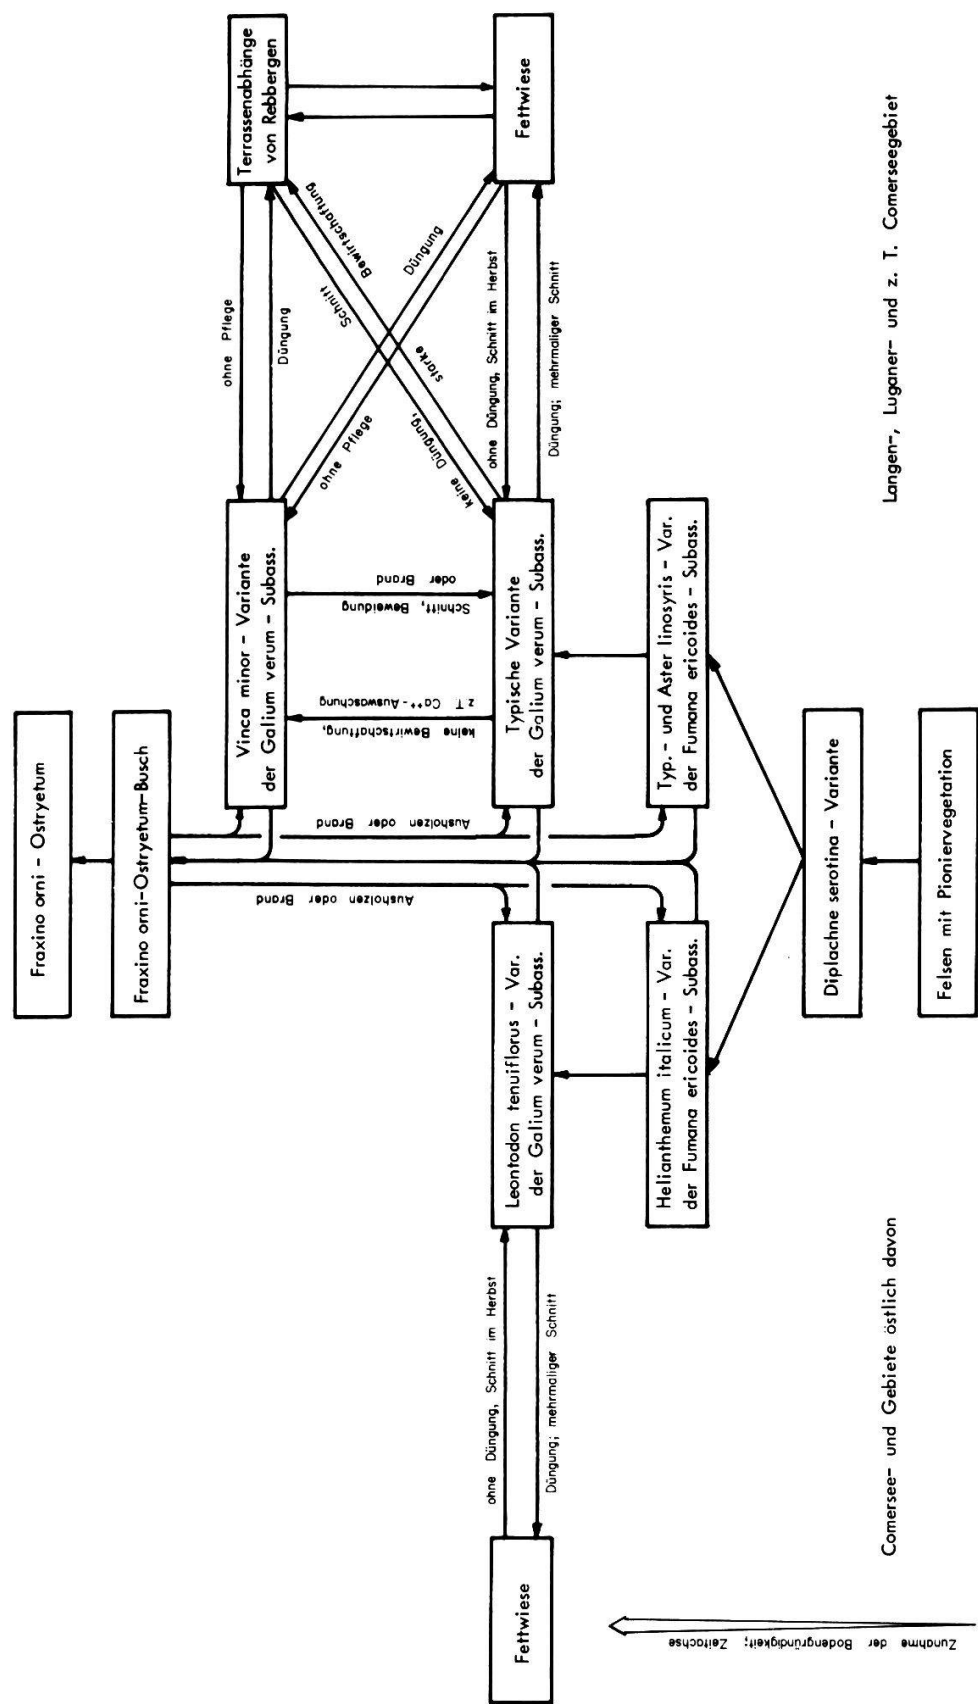 Fraxino orni - Ostryetum
Fraxino orni-Ostryetum-Busch
Ausholzen oder Brand
Ausholzen oder Brand
Terrassenabhänge
von Rebbergen
ohne Pflege
Düngung
Vinca minor - Variante
der Galium verum - Subass.
Schnitt, Beweidung
oder Brand
keine Bewirtschaftung,
z T Ca++-Auswaschung
keine Düngung, Schnitt
starke Bewirtschaftung
ohne Pflege
Düngung
Fettwiese
ohne Düngung, Schnitt im Herbst
Düngung; mehrmaliger Schnitt
Leontodon tenuiflorus - Var.
der Galium verum - Subass.
Typische Variante
der Galium verum - Subass.
ohne Düngung, Schnitt im Herbst
Düngung; mehrmaliger Schnitt
Fettwiese
Helianthemum italicum - Var.
der Fumana ericoides - Subass.
Typ. - und Aster linosyris - Var.
der Fumana ericoides - Subass.
Diplachne serotina - Variante
Felsen mit Pioniervegetation
Zunahme der Bodengründigkeit; Zeitachse
Comersee- und Gebiete östlich davon
Langen-, Luganer- und z. T. Comerseegebiet